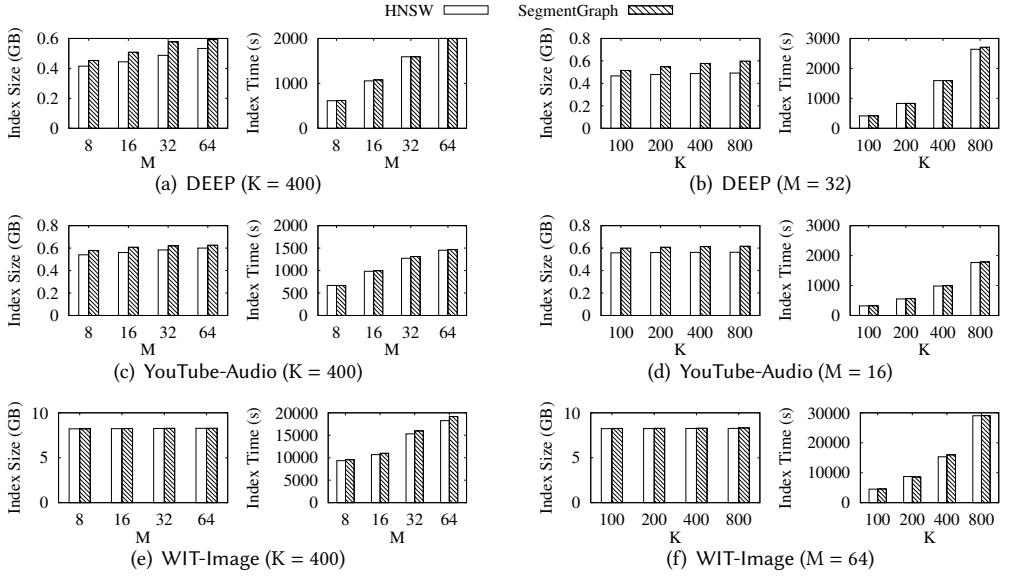 HNSW SegmentGraph
Index Size (GB)
0.6
0.4
0.2
0
8 16 32 64
M
Index Time (s)
2000
1000
0
8 16 32 64
M
(a) DEEP (K = 400)
Index Size (GB)
0.8
0.6
0.4
0.2
0
100 200 400 800
K
Index Time (s)
3000
2000
1000
0
100 200 400 800
K
(b) DEEP (M = 32)
Index Size (GB)
0.8
0.6
0.4
0.2
0
8 16 32 64
M
Index Time (s)
2000
1500
1000
500
0
8 16 32 64
M
(c) YouTube-Audio (K = 400)
Index Size (GB)
0.8
0.6
0.4
0.2
0
100 200 400 800
K
Index Time (s)
3000
2000
1000
0
100 200 400 800
K
(d) YouTube-Audio (M = 16)
Index Size (GB)
10
5
0
8 16 32 64
M
Index Time (s)
20000
15000
10000
5000
0
8 16 32 64
M
(e) WIT-Image (K = 400)
Index Size (GB)
10
5
0
100 200 400 800
K
Index Time (s)
30000
20000
10000
0
100 200 400 800
K
(f) WIT-Image (M = 64)